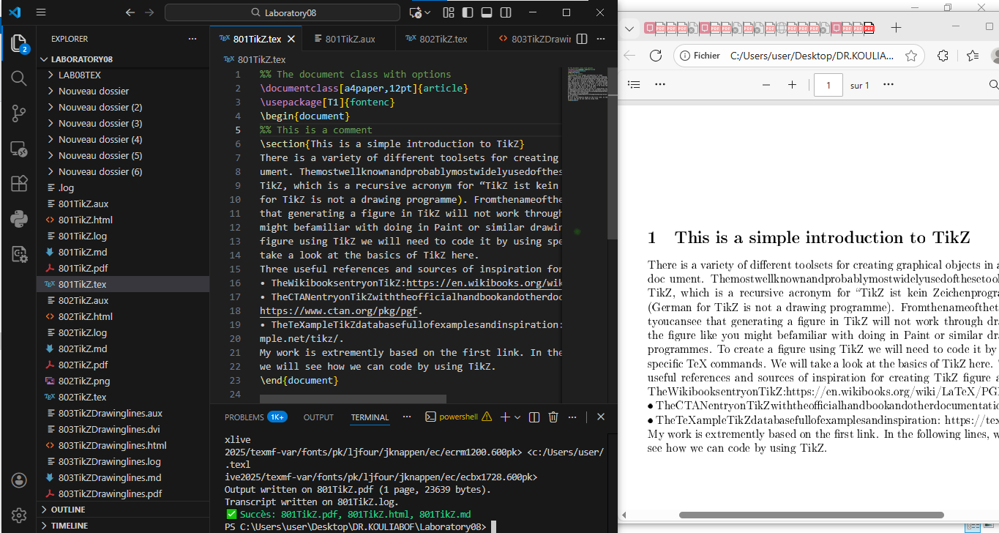 Laboratory08
EXPLORER
LABORATORY08
LAB08TEX
Nouveau dossier
Nouveau dossier (2)
Nouveau dossier (3)
Nouveau dossier (4)
Nouveau dossier (5)
Nouveau dossier (6)
.log
801TikZ.aux
801TikZ.html
801TikZ.log
801TikZ.md
801TikZ.pdf
801TikZ.tex
802TikZ.aux
802TikZ.html
802TikZ.log
802TikZ.md
802TikZ.pdf
802TikZ.png
802TikZ.tex
803TikZDrawinglines.aux
803TikZDrawinglines.dvi
803TikZDrawinglines.html
803TikZDrawinglines.log
803TikZDrawinglines.md
803TikZDrawinglines.pdf
OUTLINE
TIMELINE
2
801TikZ.tex
801TikZ.aux
802TikZ.tex
803TikZDrawin
801TikZ.tex
1 %% The document class with options
2 \documentclass[a4paper,12pt]{article}
3 \usepackage[T1]{fontenc}
4 \begin{document}
5 %% This is a comment
6 \section{This is a simple introduction to TikZ}
7 There is a variety of different toolsets for creating
8 ument. Themostwellknownandprobablymostwidelyusedofthes
9 TikZ, which is a recursive acronym for “TikZ ist kein
10 for TikZ is not a drawing programme). Fromthenameofthe
11 that generating a figure in TikZ will not work through
12 might befamiliar with doing in Paint or similar drawin
13 figure using TikZ we will need to code it by using spe
14 take a look at the basics of TikZ here.
15 Three useful references and sources of inspiration for
16 • TheWikibooksentryonTikZ:https://en.wikibooks.org/wik
17 • TheCTANentryonTikZwiththeofficialhandbookandotherdoc
18 https://www.ctan.org/pkg/pgf.
19 • TheTeXampleTikZdatabasefullofexamplesandinspiration:
20 mple.net/tikz/.
21 My work is extremently based on the first link. In the
22 we will see how we can code by using TikZ.
23 \end{document}
24
PROBLEMS 1K+ OUTPUT TERMINAL powershell
xlive
2025/texmf-var/fonts/pk/ljfour/jknappen/ec/ecrm1200.600pk> <c:/Users/user/
.texl
ive2025/texmf-var/fonts/pk/ljfour/jknappen/ec/ecbx1728.600pk>
Output written on 801TikZ.pdf (1 page, 23639 bytes).
Transcript written on 801TikZ.log.
✅ Succès: 801TikZ.pdf, 801TikZ.html, 801TikZ.md
PS C:\Users\user\Desktop\DR.KOULIABOF\Laboratory08>
Fichier C:/Users/user/Desktop/DR.KOULIA...
1 sur 1
1 This is a simple introduction to TikZ
There is a variety of different toolsets for creating graphical objects in a
doc ument. Themostwellknownandprobablymostwidelyusedofthesetool
TikZ, which is a recursive acronym for “TikZ ist kein Zeichenprogra
(German for TikZ is not a drawing programme). Fromthenameofthet
tyoucansee that generating a figure in TikZ will not work through dra
the figure like you might befamiliar with doing in Paint or similar dra
programmes. To create a figure using TikZ we will need to code it by
specific TeX commands. We will take a look at the basics of TikZ here.
useful references and sources of inspiration for creating TikZ figure a
TheWikibooksentryonTikZ:https://en.wikibooks.org/wiki/LaTeX/PG
• TheCTANentryonTikZwiththeofficialhandbookandotherdocumentatio
• TheTeXampleTikZdatabasefullofexamplesandinspiration: https://tex
My work is extremently based on the first link. In the following lines, w
see how we can code by using TikZ.